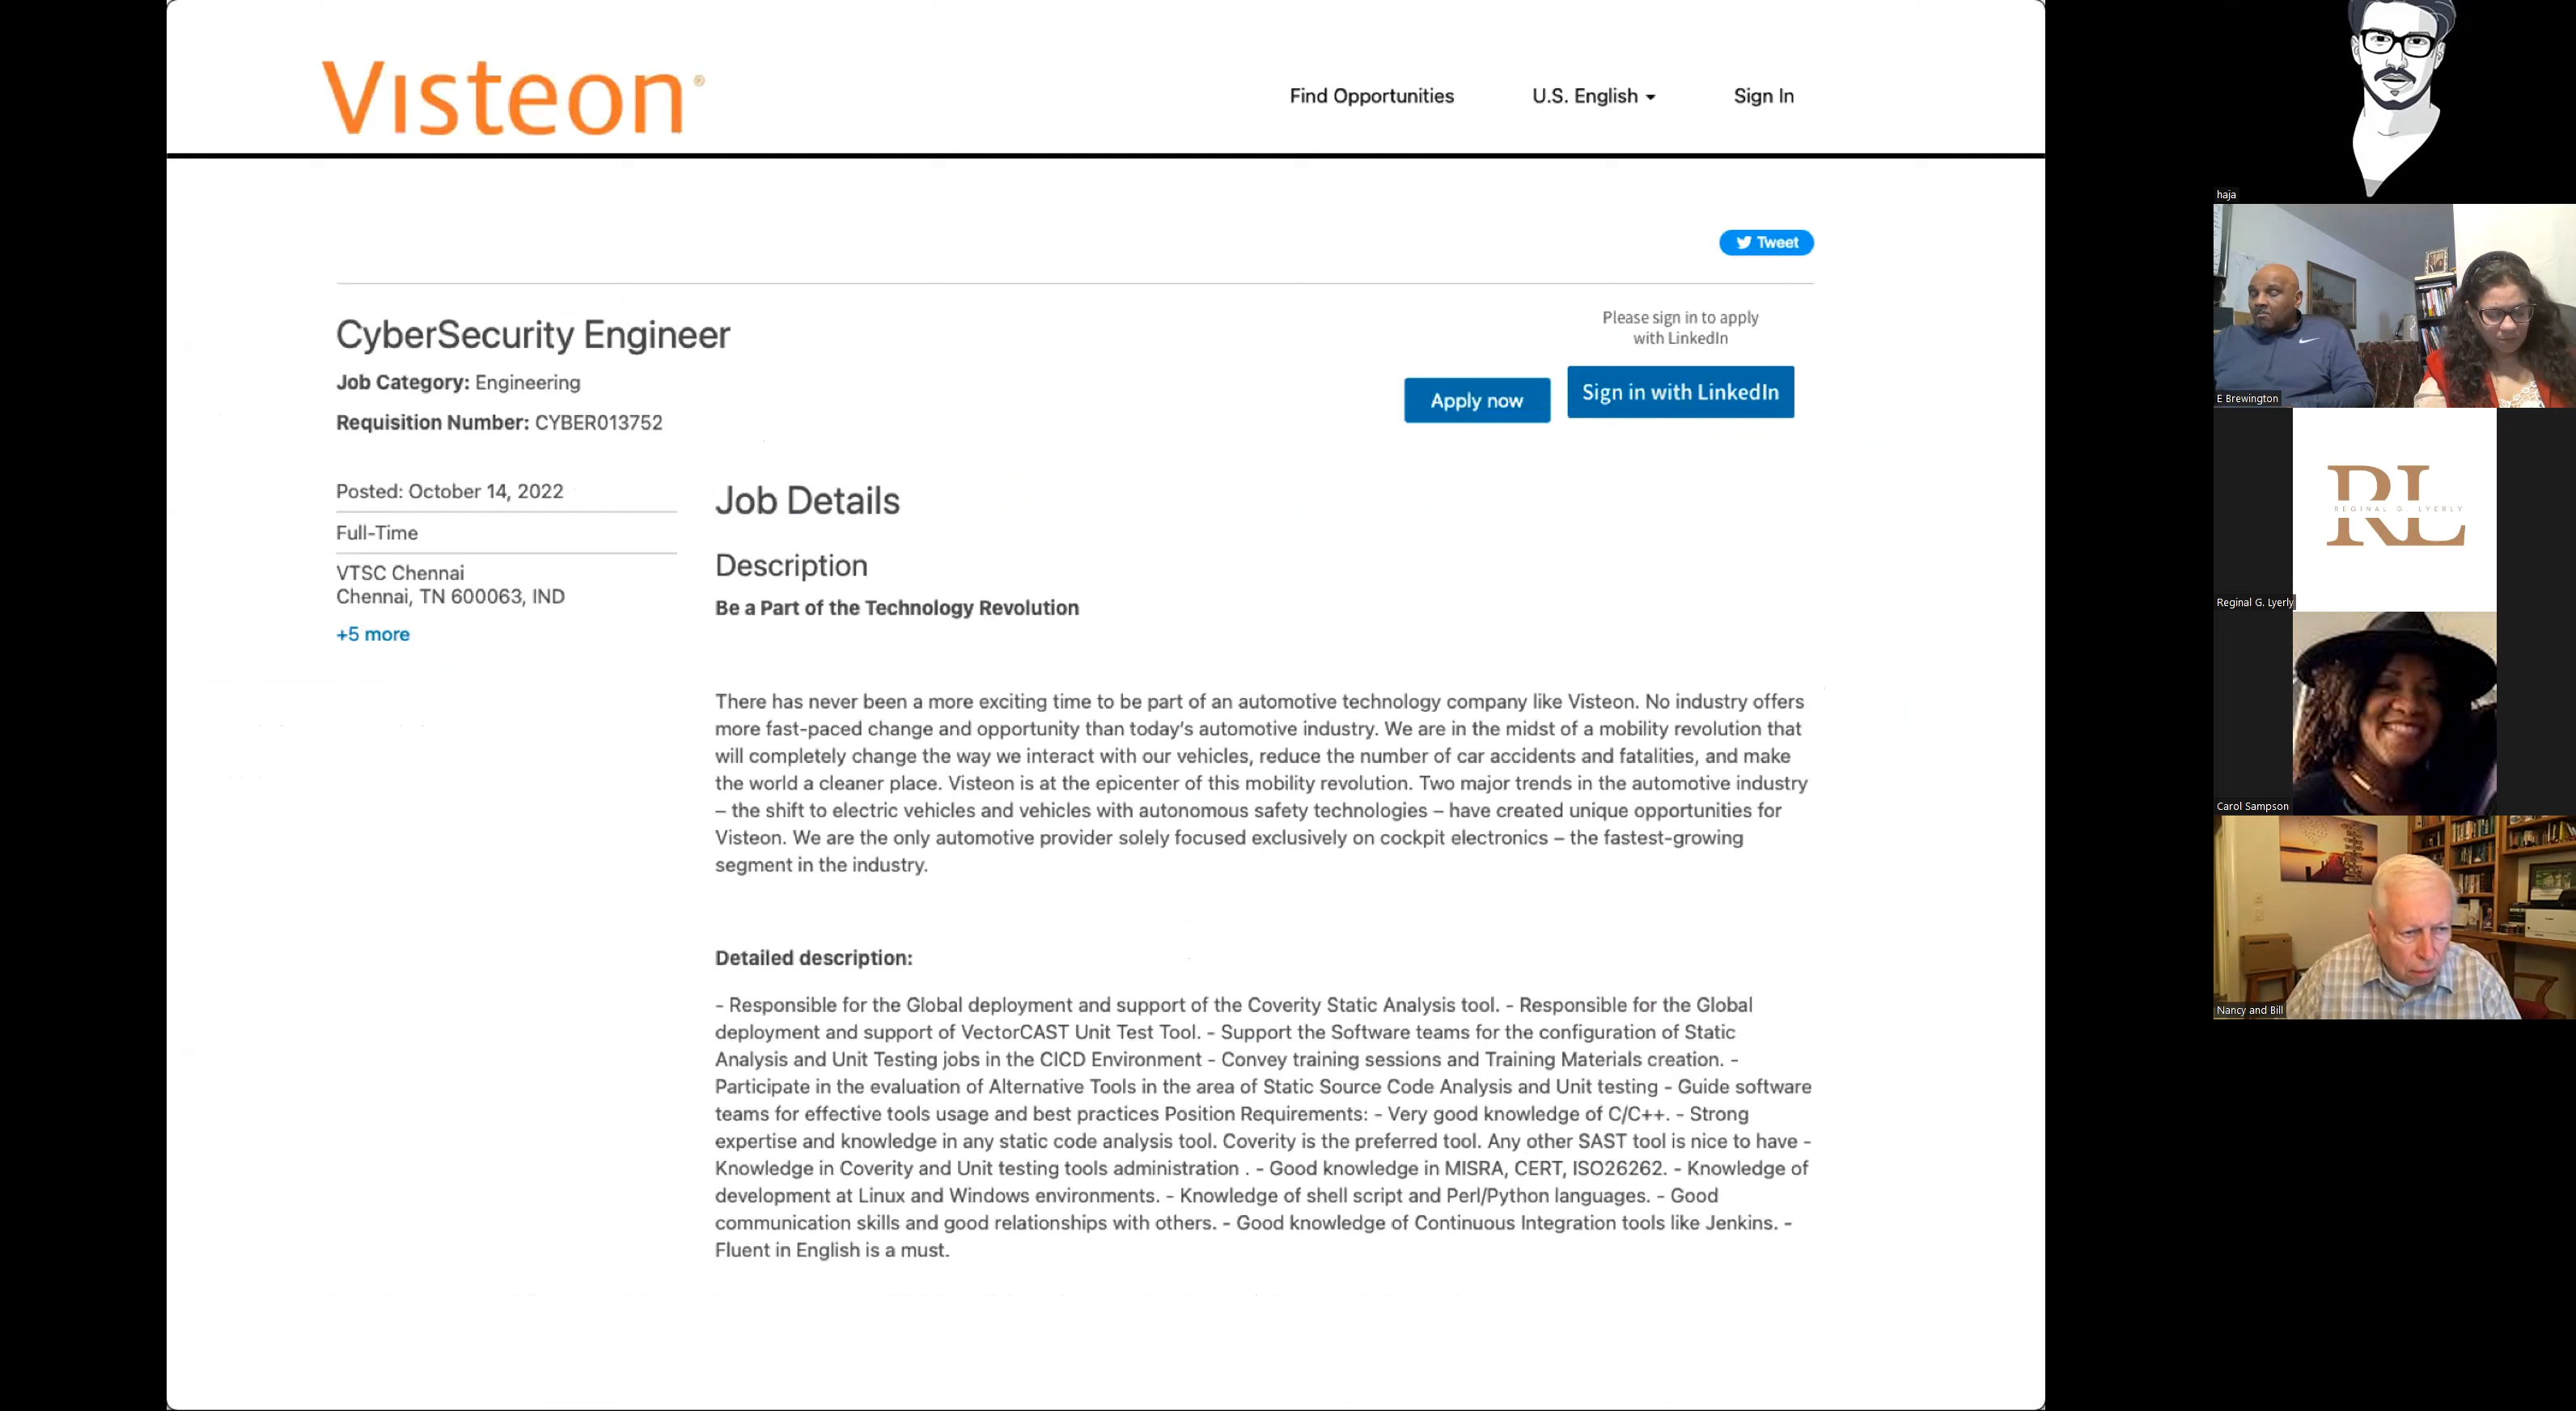 Visteon®
Find Opportunities
U.S. English
Sign In
Tweet
CyberSecurity Engineer
Job Category: Engineering
Requisition Number: CYBER013752
Please sign in to apply
with LinkedIn
Apply now
Sign in with LinkedIn
Posted: October 14, 2022
Full-Time
VTSC Chennai
Chennai, TN 600063, IND
+5 more
Job Details
Description
Be a Part of the Technology Revolution
There has never been a more exciting time to be part of an automotive technology company like Visteon. No industry offers
more fast-paced change and opportunity than today's automotive industry. We are in the midst of a mobility revolution that
will completely change the way we interact with our vehicles, reduce the number of car accidents and fatalities, and make
the world a cleaner place. Visteon is at the epicenter of this mobility revolution. Two major trends in the automotive industry
– the shift to electric vehicles and vehicles with autonomous safety technologies – have created unique opportunities for
Visteon. We are the only automotive provider solely focused exclusively on cockpit electronics – the fastest-growing
segment in the industry.
Detailed description:
- Responsible for the Global deployment and support of the Coverity Static Analysis tool. - Responsible for the Global
deployment and support of VectorCAST Unit Test Tool. - Support the Software teams for the configuration of Static
Analysis and Unit Testing jobs in the CICD Environment - Convey training sessions and Training Materials creation. -
Participate in the evaluation of Alternative Tools in the area of Static Source Code Analysis and Unit testing - Guide software
teams for effective tools usage and best practices Position Requirements: - Very good knowledge of C/C++. - Strong
expertise and knowledge in any static code analysis tool. Coverity is the preferred tool. Any other SAST tool is nice to have -
Knowledge in Coverity and Unit testing tools administration . - Good knowledge in MISRA, CERT, ISO26262. - Knowledge of
development at Linux and Windows environments. - Knowledge of shell script and Perl/Python languages. - Good
communication skills and good relationships with others. - Good knowledge of Continuous Integration tools like Jenkins. -
Fluent in English is a must.
haja
E Brewington
RL
REGINAL G. LYERLY
Reginal G. Lyerly
Carol Sampson
Nancy and Bill